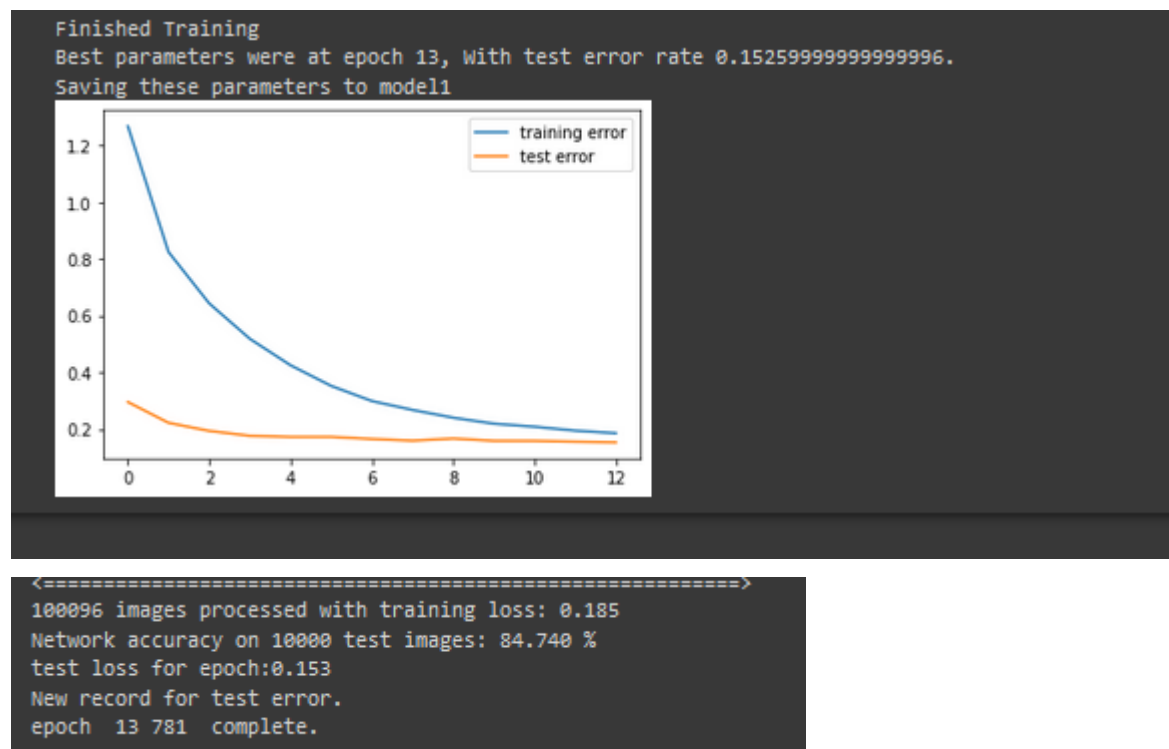 Finished Training
Best parameters were at epoch 13, With test error rate 0.15259999999999996.
Saving these parameters to model1
training error
test error
1.2
1.0
0.8
0.6
0.4
0.2
0 2 4 6 8 10 12
<=========================================================>
100096 images processed with training loss: 0.185
Network accuracy on 10000 test images: 84.740 %
test loss for epoch:0.153
New record for test error.
epoch  13 781  complete.